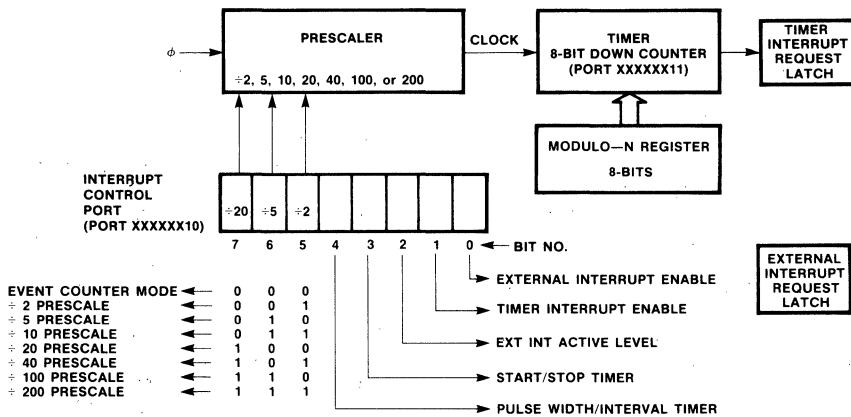 PRESCALER
÷2, 5, 10, 20, 40, 100, or 200
ϕ
CLOCK
TIMER
8-BIT DOWN COUNTER
(PORT XXXXXX11)
TIMER
INTERRUPT
REQUEST
LATCH
MODULO—N REGISTER
8-BITS
INTERRUPT
CONTROL
PORT
(PORT XXXXXX10)
÷20 ÷5 ÷2
7 6 5 4 3 2 1 0 BIT NO.
EXTERNAL
INTERRUPT
REQUEST
LATCH
EVENT COUNTER MODE 0 0 0
÷ 2 PRESCALE 0 0 1
÷ 5 PRESCALE 0 1 0
÷ 10 PRESCALE 0 1 1
÷ 20 PRESCALE 1 0 0
÷ 40 PRESCALE 1 0 1
÷ 100 PRESCALE 1 1 0
÷ 200 PRESCALE 1 1 1
EXTERNAL INTERRUPT ENABLE
TIMER INTERRUPT ENABLE
EXT INT ACTIVE LEVEL
START/STOP TIMER
PULSE WIDTH/INTERVAL TIMER